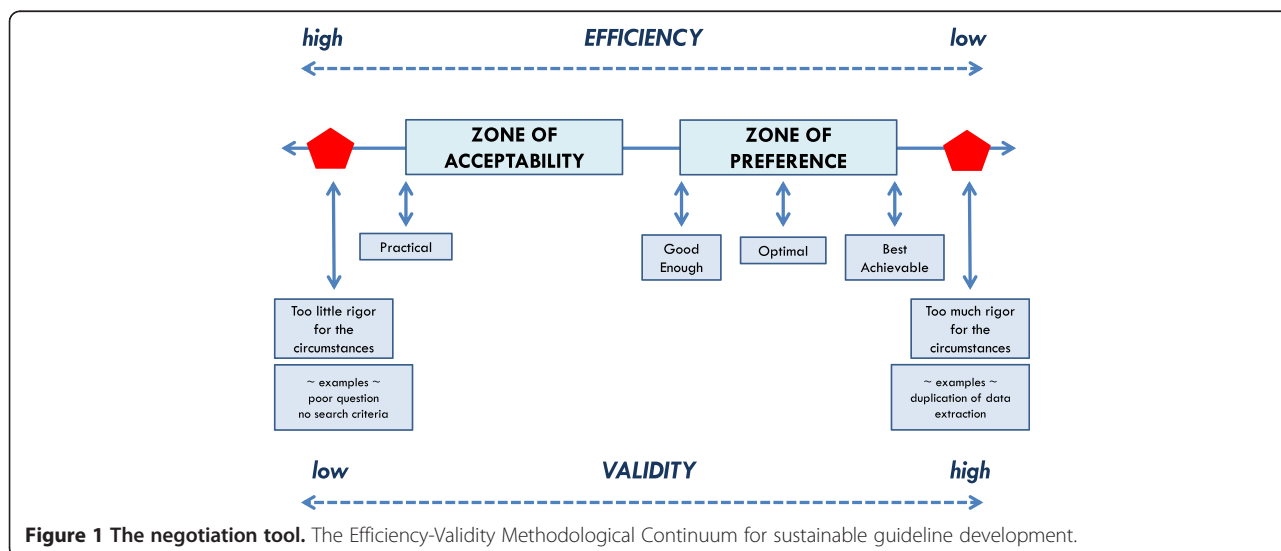 high EFFICIENCY low
ZONE OF
ACCEPTABILITY
ZONE OF
PREFERENCE
Practical
Good
Enough
Optimal
Best
Achievable
Too little rigor
for the
circumstances
Too much rigor
for the
circumstances
~ examples ~
poor question
no search criteria
~ examples ~
duplication of data
extraction
low VALIDITY high
Figure 1 The negotiation tool. The Efficiency-Validity Methodological Continuum for sustainable guideline development.